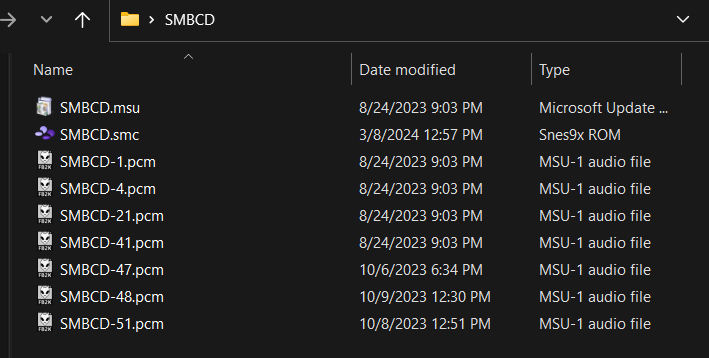 SMBCD
Name Date modified Type
SMBCD.msu 8/24/2023 9:03 PM Microsoft Update ...
SMBCD.smc 3/8/2024 12:57 PM Snes9x ROM
SMBCD-1.pcm 8/24/2023 9:03 PM MSU-1 audio file
SMBCD-4.pcm 8/24/2023 9:03 PM MSU-1 audio file
SMBCD-21.pcm 8/24/2023 9:03 PM MSU-1 audio file
SMBCD-41.pcm 8/24/2023 9:03 PM MSU-1 audio file
SMBCD-47.pcm 10/6/2023 6:34 PM MSU-1 audio file
SMBCD-48.pcm 10/9/2023 12:30 PM MSU-1 audio file
SMBCD-51.pcm 10/8/2023 12:51 PM MSU-1 audio file